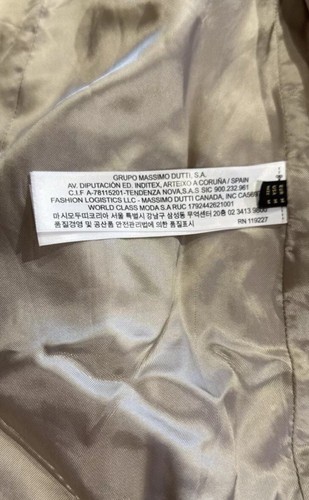 GRUPO MASSIMO DUTTI, S.A.
AV. DIPUTACIÓN ED. INDITEX, ARTEIXO A CORUÑA / SPAIN
C.I.F A-78115201-TENDENZA NOVA,S.A.S SIC 900.232.961
FASHION LOGISTICS LLC - MASSIMO DUTTI CANADA, INC
WORLD CLASS MODA S.A RUC 1792442621001
마시모두띠코리아 서울 특별시 강남구 삼성동 무역센터 20층 02 3413
품질경영 및 공산품 안전관리법에 의한 품질표시
RN 119227